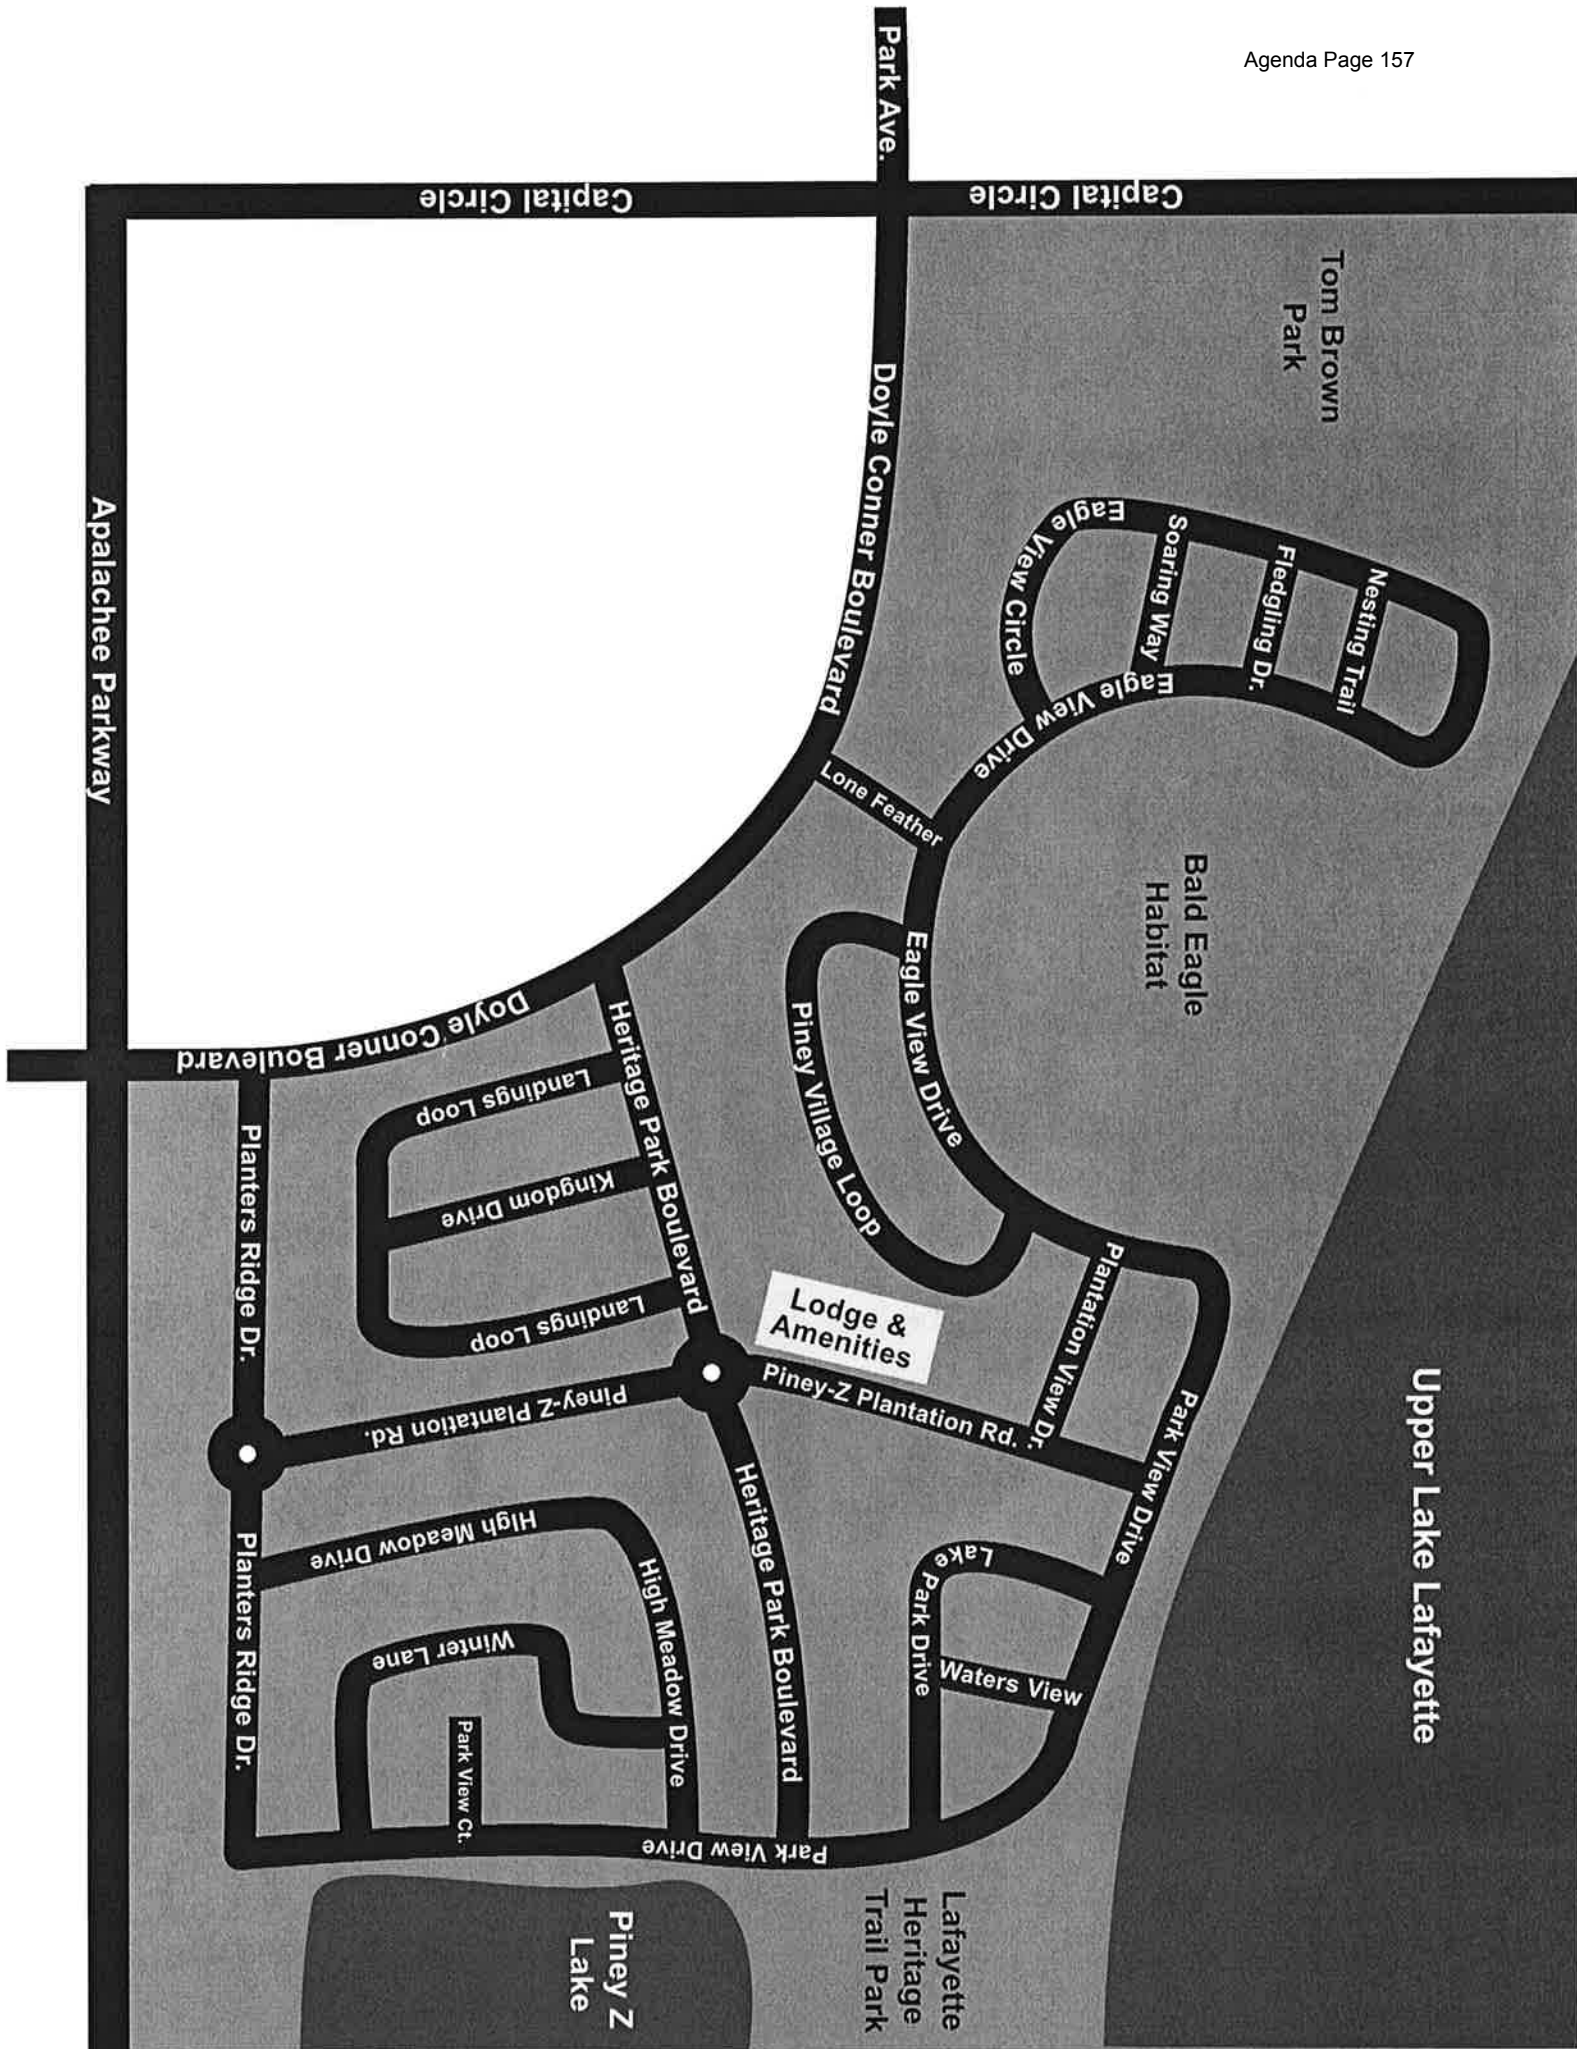 Agenda Page 157
Park Ave.
Capital Circle
Capital Circle
Tom Brown
Park
Doyle Conner Boulevard
Apalachee Parkway
Eagle View Circle
Soaring Way
Fledgling Dr.
Nesting Trail
Eagle View Drive
Lone Feather
Bald Eagle
Habitat
Eagle View Drive
Piney Village Loop
Doyle Conner Boulevard
Heritage Park Boulevard
Landings Loop
Kingdom Drive
Landings Loop
Planters Ridge Dr.
Lodge &
Amenities
Plantation View Dr.
Piney-Z Plantation Rd.
Piney-Z Plantation Rd.
Park View Drive
Upper Lake Lafayette
Heritage Park Boulevard
High Meadow Drive
High Meadow Drive
Lake Park Drive
Waters View
Winter Lane
Park View Ct.
Planters Ridge Dr.
Park View Drive
Lafayette
Heritage
Trail Park
Piney Z
Lake